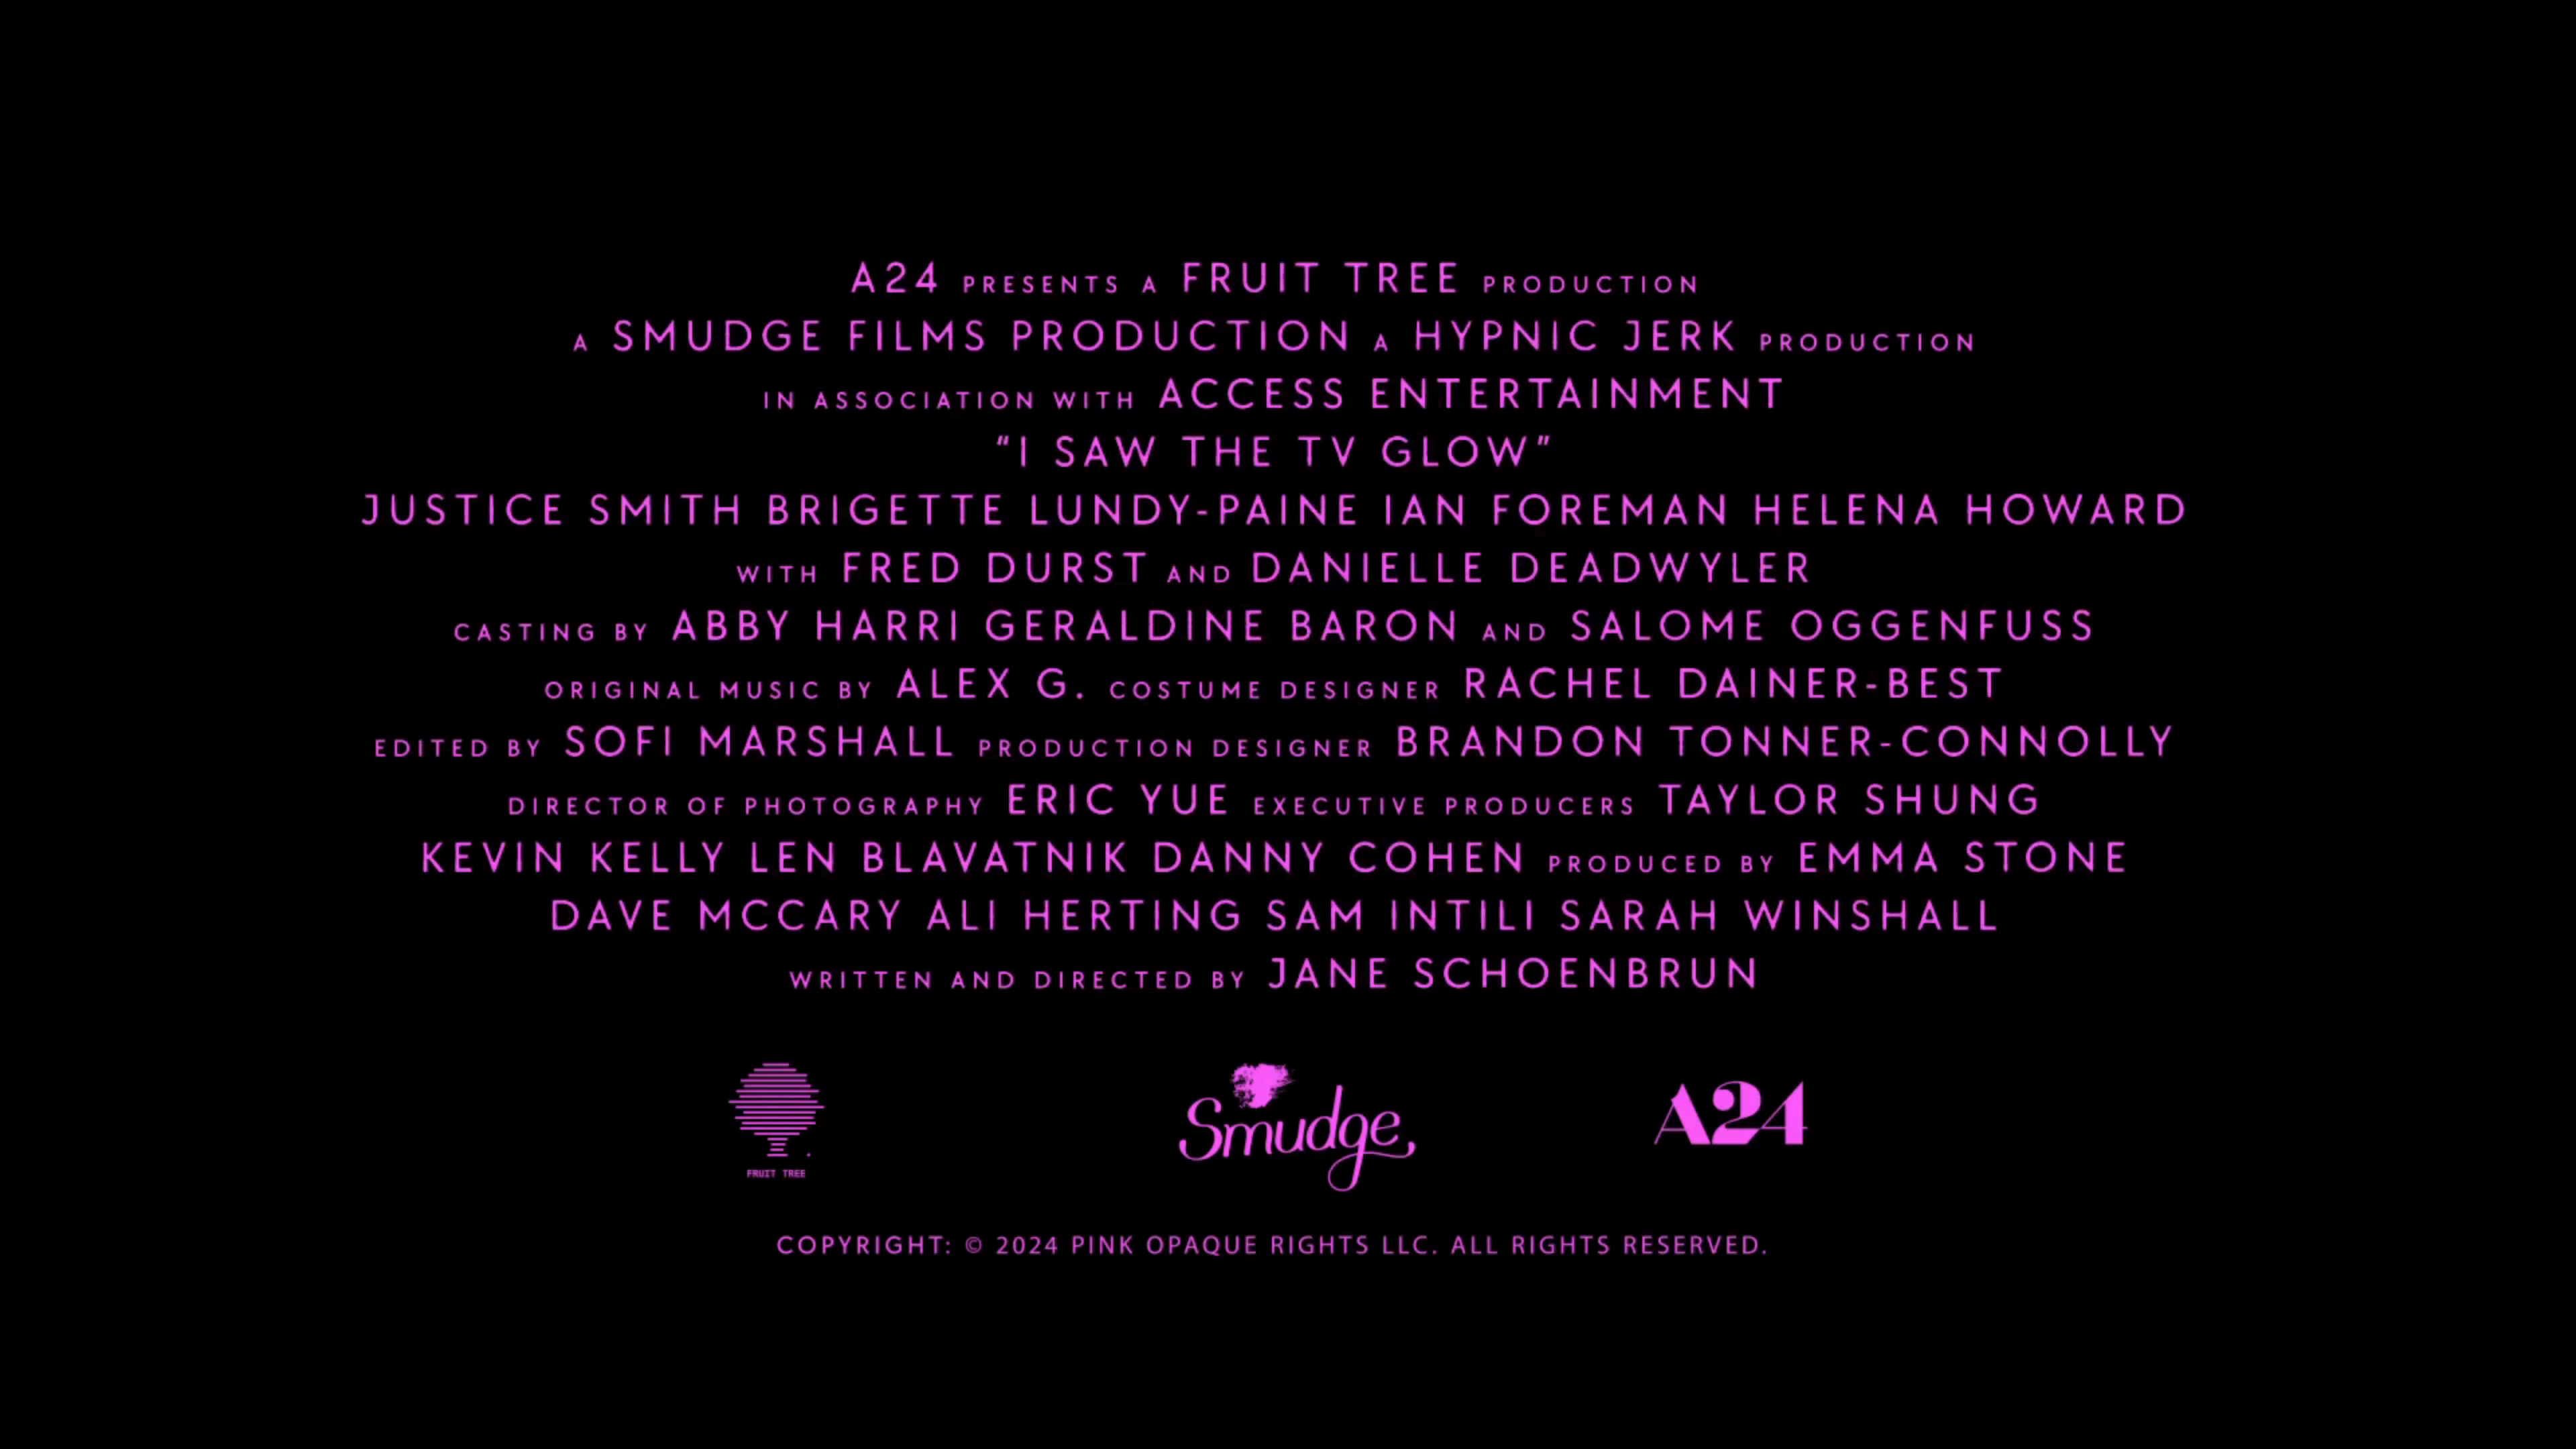 A24 PRESENTS A FRUIT TREE PRODUCTION
A SMUDGE FILMS PRODUCTION A HYPNIC JERK PRODUCTION
IN ASSOCIATION WITH ACCESS ENTERTAINMENT
“I SAW THE TV GLOW”
JUSTICE SMITH BRIGETTE LUNDY-PAINE IAN FOREMAN HELENA HOWARD
WITH FRED DURST AND DANIELLE DEADWYLER
CASTING BY ABBY HARRI GERALDINE BARON AND SALOME OGGENFUSS
ORIGINAL MUSIC BY ALEX G. COSTUME DESIGNER RACHEL DAINER-BEST
EDITED BY SOFI MARSHALL PRODUCTION DESIGNER BRANDON TONNER-CONNOLLY
DIRECTOR OF PHOTOGRAPHY ERIC YUE EXECUTIVE PRODUCERS TAYLOR SHUNG
KEVIN KELLY LEN BLAVATNIK DANNY COHEN PRODUCED BY EMMA STONE
DAVE MCCARY ALI HERTING SAM INTILI SARAH WINSHALL
WRITTEN AND DIRECTED BY JANE SCHOENBRUN
FRUIT TREE
Smudge
A24
COPYRIGHT: © 2024 PINK OPAQUE RIGHTS LLC. ALL RIGHTS RESERVED.